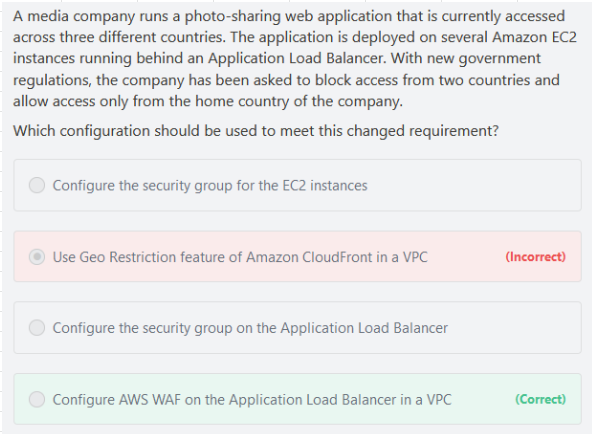 A media company runs a photo-sharing web application that is currently accessed
across three different countries. The application is deployed on several Amazon EC2
instances running behind an Application Load Balancer. With new government
regulations, the company has been asked to block access from two countries and
allow access only from the home country of the company.
Which configuration should be used to meet this changed requirement?
Configure the security group for the EC2 instances
Use Geo Restriction feature of Amazon CloudFront in a VPC (Incorrect)
Configure the security group on the Application Load Balancer
Configure AWS WAF on the Application Load Balancer in a VPC (Correct)